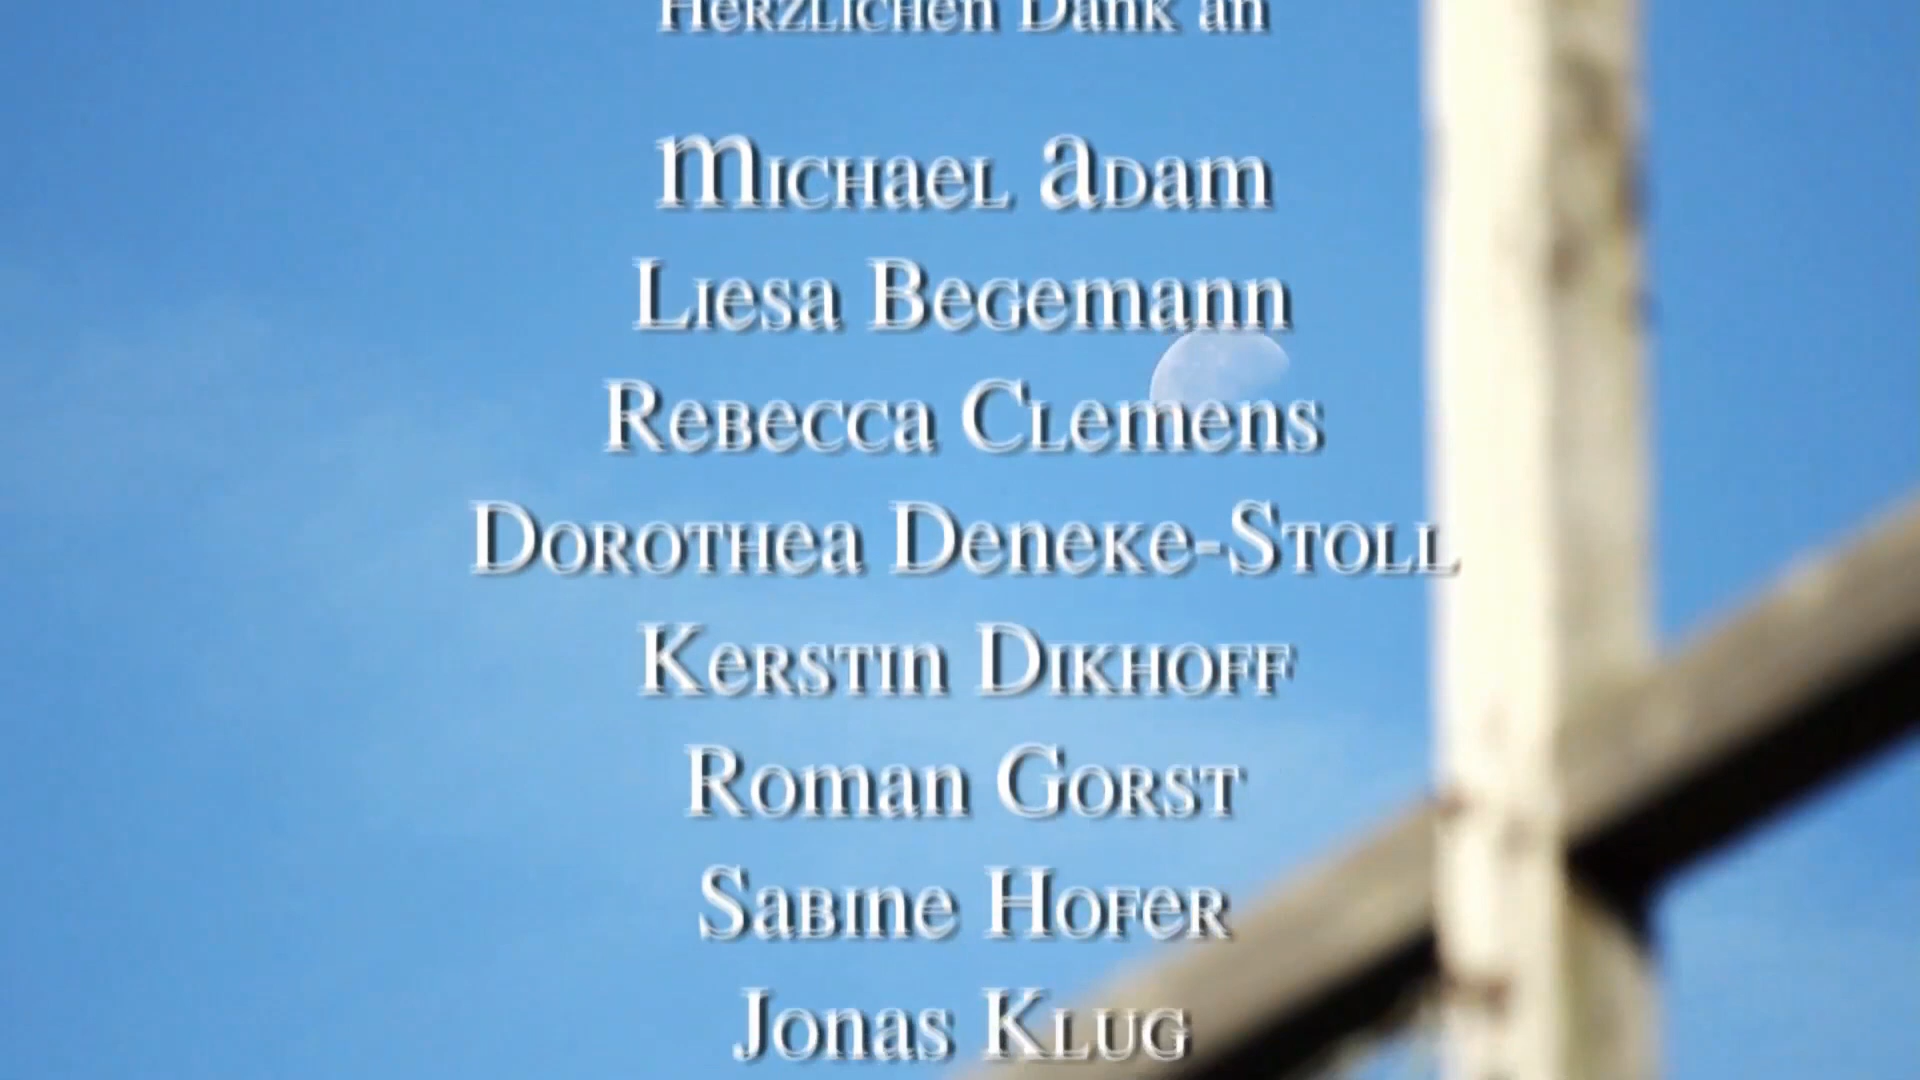 Herzlichen Dank an
Michael Adam
Liesa Begemann
Rebecca Clemens
Dorothea Deneke-Stoll
Kerstin Dikhoff
Roman Gorst
Sabine Hofer
Jonas Klug